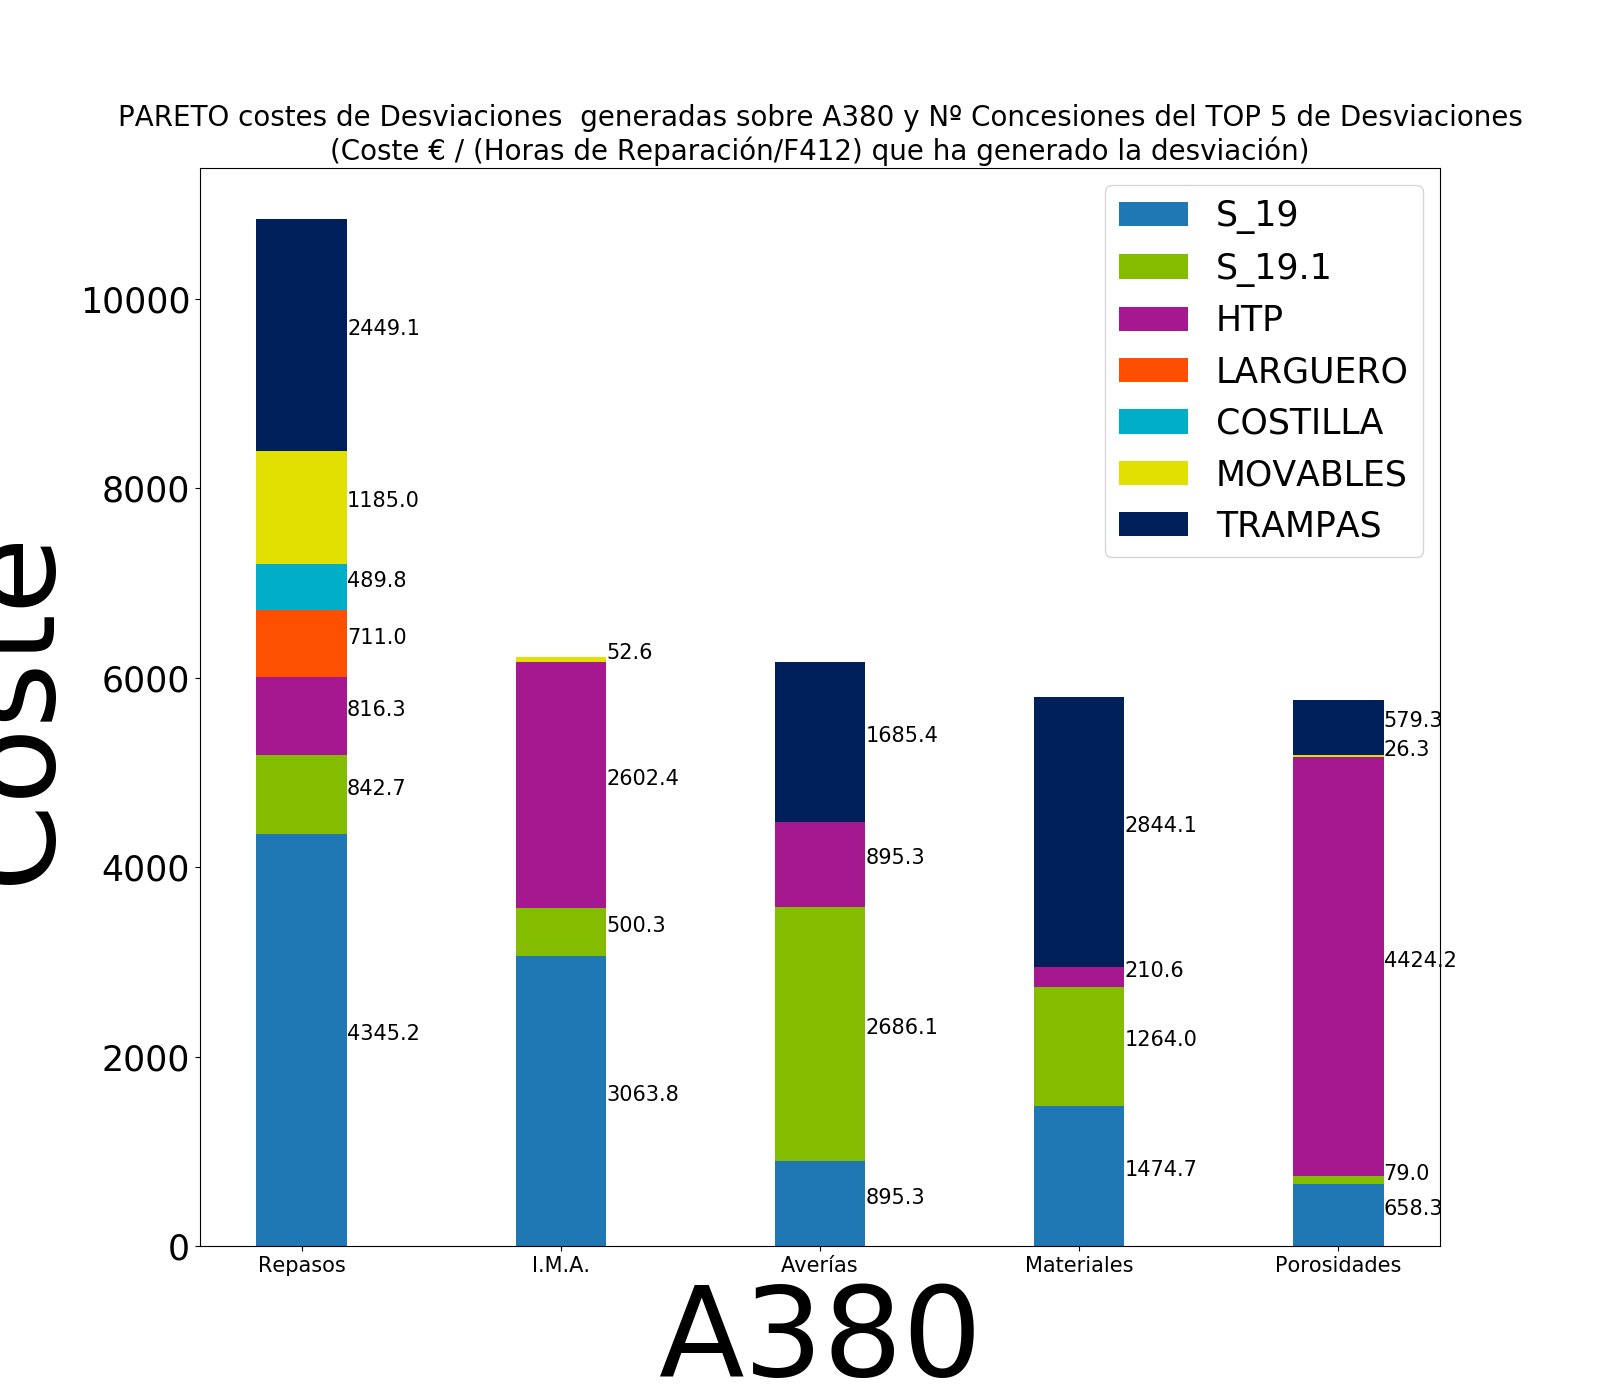 PARETO costes de Desviaciones  generadas sobre A380 y Nº Concesiones del TOP 5 de Desviaciones
(Coste € / (Horas de Reparación/F412) que ha generado la desviación)
S_19
S_19.1
HTP
LARGUERO
COSTILLA
MOVABLES
TRAMPAS
Coste
10000
8000
6000
4000
2000
0
2449.1
1185.0
489.8
711.0
816.3
842.7
4345.2
52.6
2602.4
500.3
3063.8
1685.4
895.3
2686.1
895.3
2844.1
210.6
1264.0
1474.7
579.3
26.3
4424.2
79.0
658.3
Repasos
I.M.A.
Averías
Materiales
Porosidades
A380